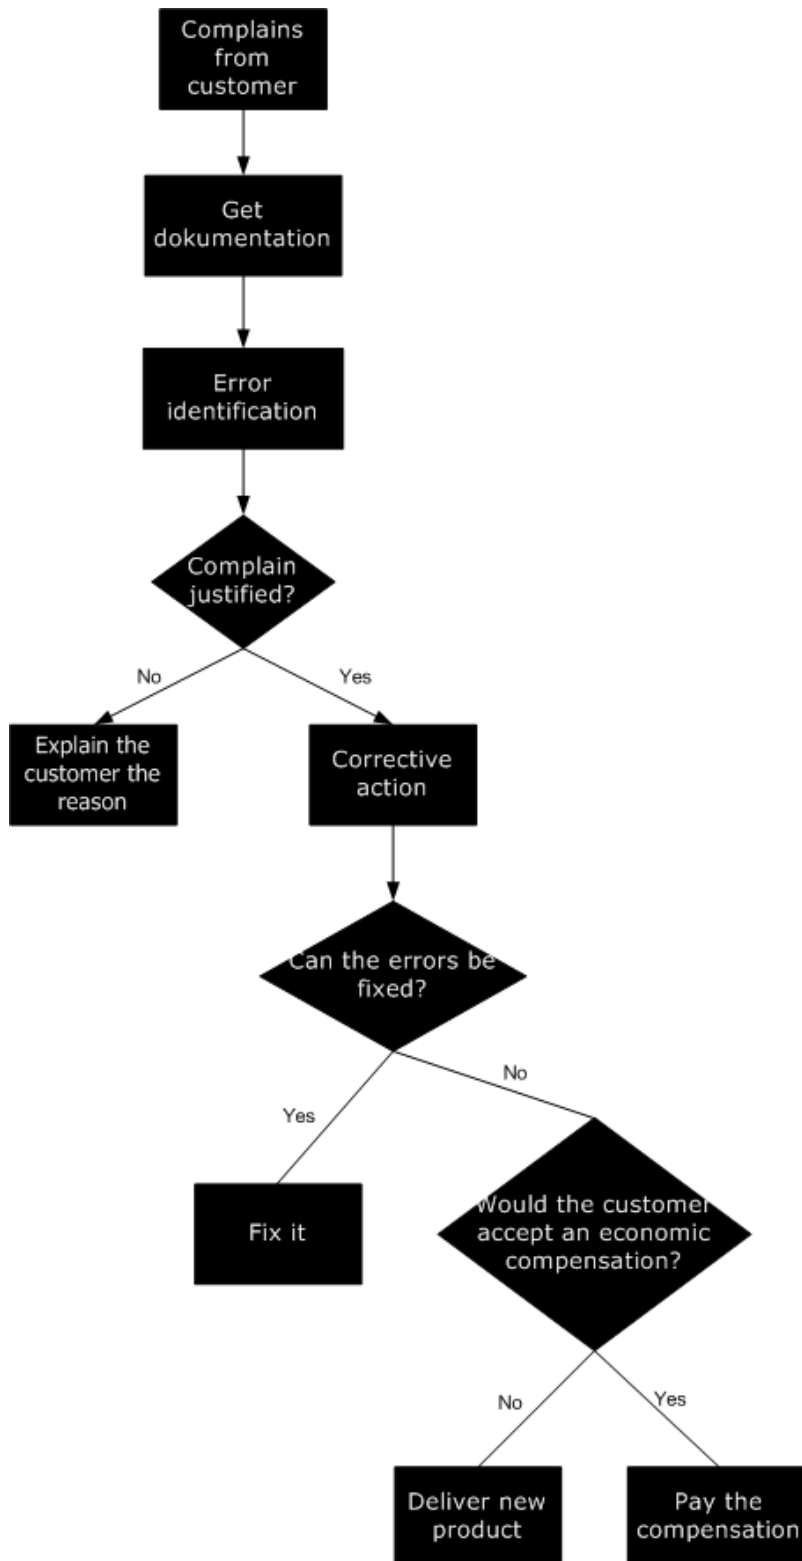 Complains
from
customer
Get
dokumentation
Error
identification
Complain
justified?
No
Yes
Explain the
customer the
reason
Corrective
action
Can the errors be
fixed?
No
Yes
Fix it
Would the customer
accept an economic
compensation?
No
Yes
Deliver new
product
Pay the
compensation